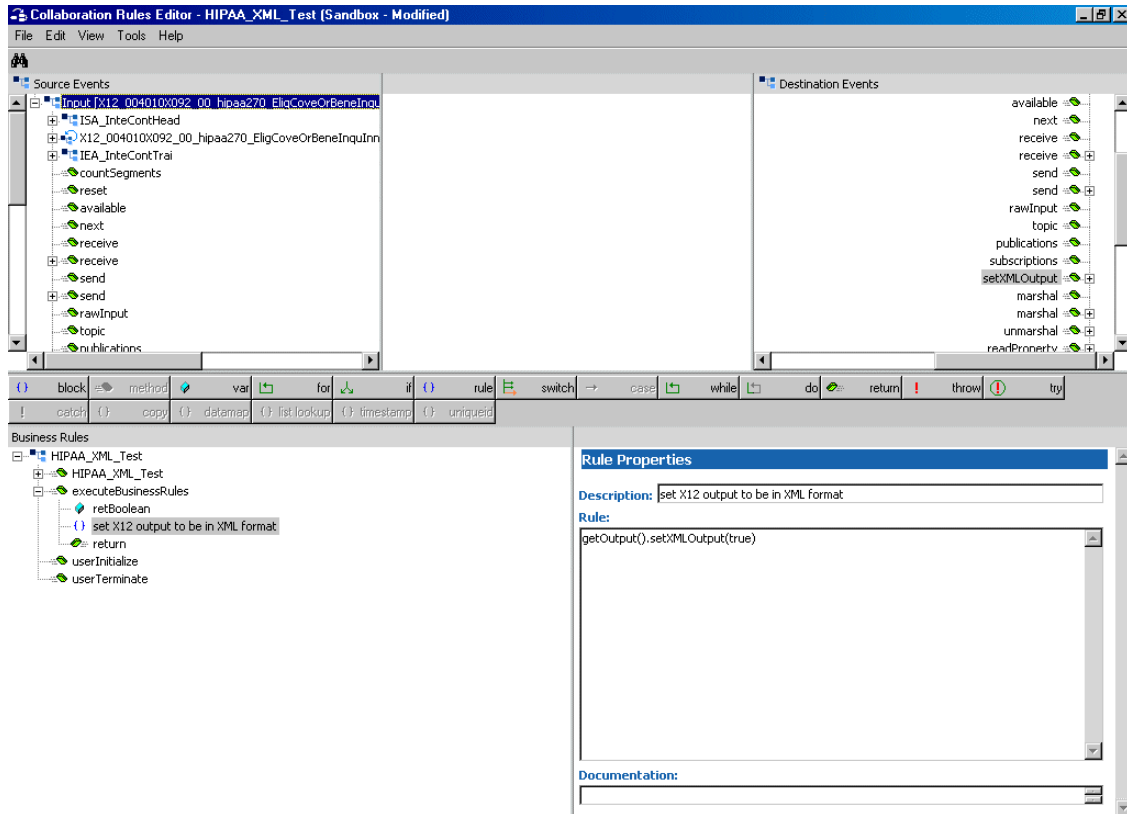 Collaboration Rules Editor - HIPAA_XML_Test (Sandbox - Modified)
File Edit View Tools Help
Source Events
Input [X12_004010X092_00_hipaa270_EligCoveOrBeneInqu
ISA_InteContHead
X12_004010X092_00_hipaa270_EligCoveOrBeneInquInn
IEA_InteContTrai
countSegments
reset
available
next
receive
receive
send
send
rawInput
topic
publications
Destination Events
available
next
receive
receive
send
send
rawInput
topic
publications
subscriptions
setXMLOutput
marshal
marshal
unmarshal
readProperty
block method var for if rule switch case while do return throw try
catch copy datamap list lookup timestamp uniqueid
Business Rules
HIPAA_XML_Test
HIPAA_XML_Test
executeBusinessRules
retBoolean
set X12 output to be in XML format
return
userInitialize
userTerminate
Rule Properties
Description: set X12 output to be in XML format
Rule:
getOutput().setXMLOutput(true)
Documentation: